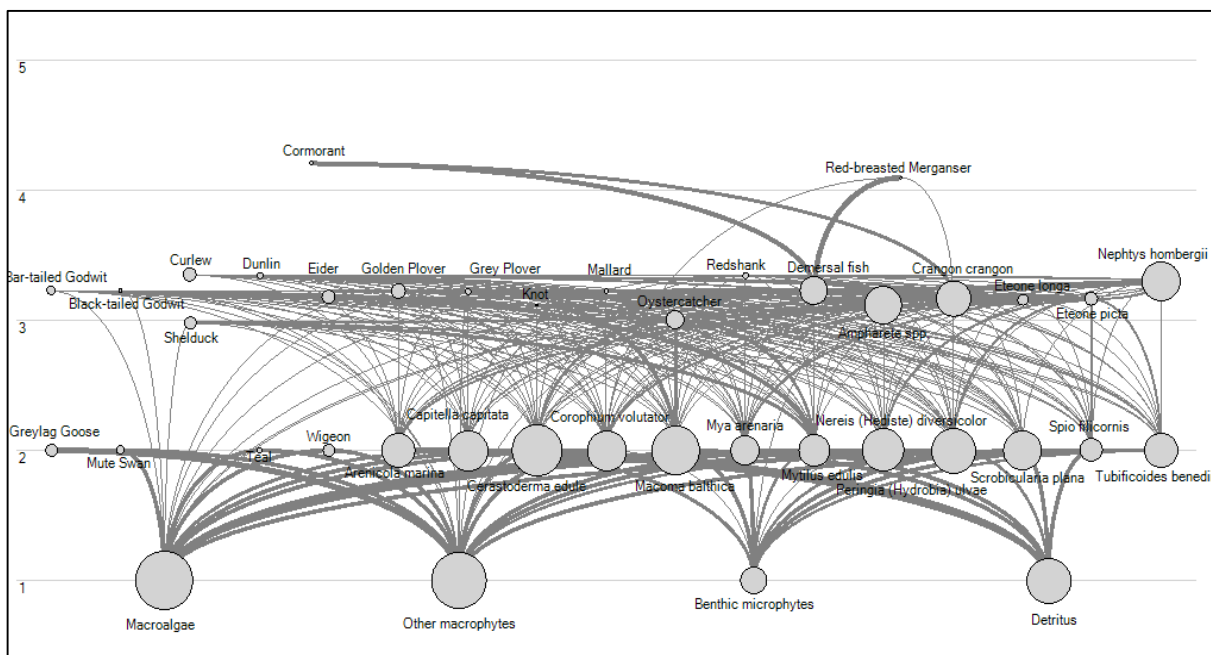 5
Cormorant
Red-breasted Merganser
4
Nephtys hombergii
Curlew
Dunlin
Eider
Golden Plover
Grey Plover
Mallard
Redshank
Demersal fish
Crangon crangon
Bar-tailed Godwit
Black-tailed Godwit
Knot
Oystercatcher
Eteone longa
Eteone picta
3
Shelduck
Ampharete spp.
Capitella capitata
Corophium volutator
Mya arenaria
Nereis (Hediste) diversicolor
Spio filicornis
Greylag Goose
Wigeon
2
Mute Swan
Teal
Arenicola marina
Cerastoderma edule
Macoma balthica
Mytilus edulis
Peringia (Hydrobia) ulvae
Scrobicularia plana
Tubificoides benedi
1
Macroalgae
Other macrophytes
Benthic microphytes
Detritus